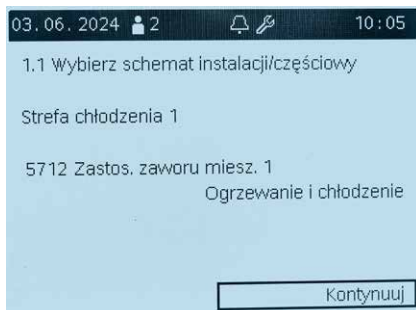 03.06.2024 2 10:05
1.1 Wybierz schemat instalacji/częściowy
Strefa chłodzenia 1
5712 Zastos. zaworu miesz. 1
Ogrzewanie i chłodzenie
Kontynuuj